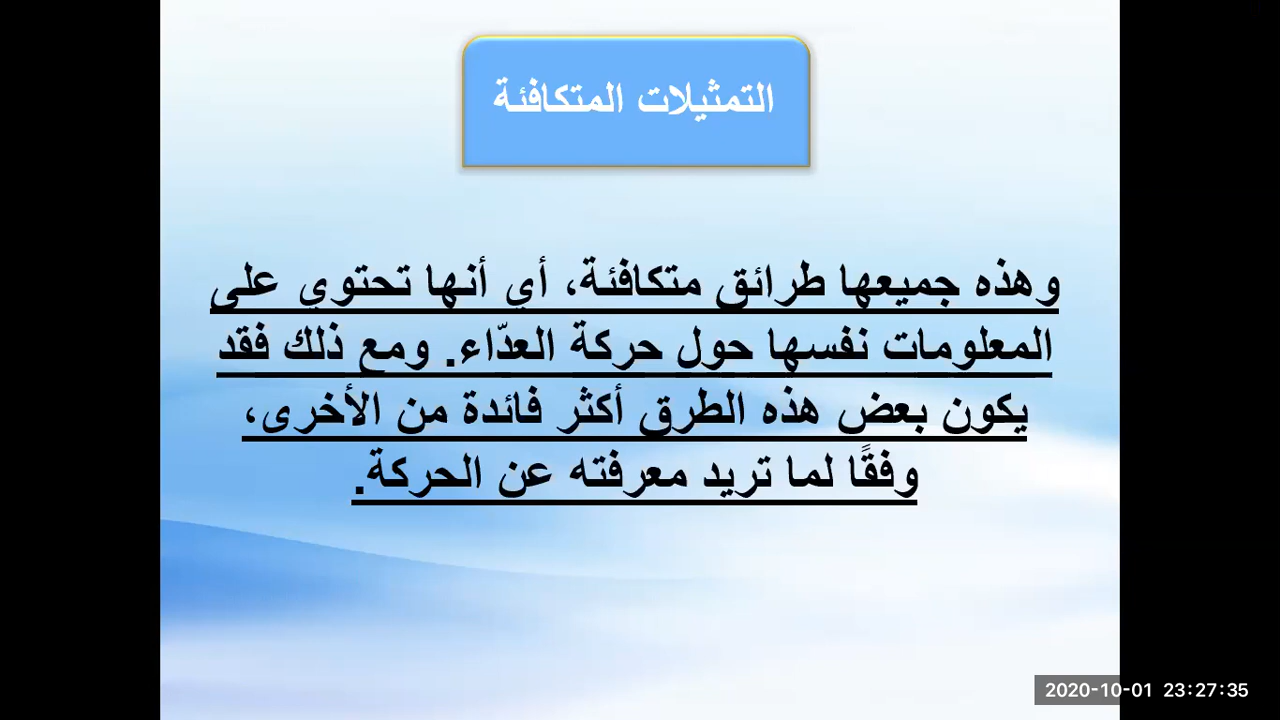 التمثيلات المتكافئة
وهذه جميعها طرائق متكافئة، أي أنها تحتوي على
المعلومات نفسها حول حركة العدّاء. ومع ذلك فقد
يكون بعض هذه الطرق أكثر فائدة من الأخرى،
وفقًا لما تريد معرفته عن الحركة.
2020-10-01 23:27:35